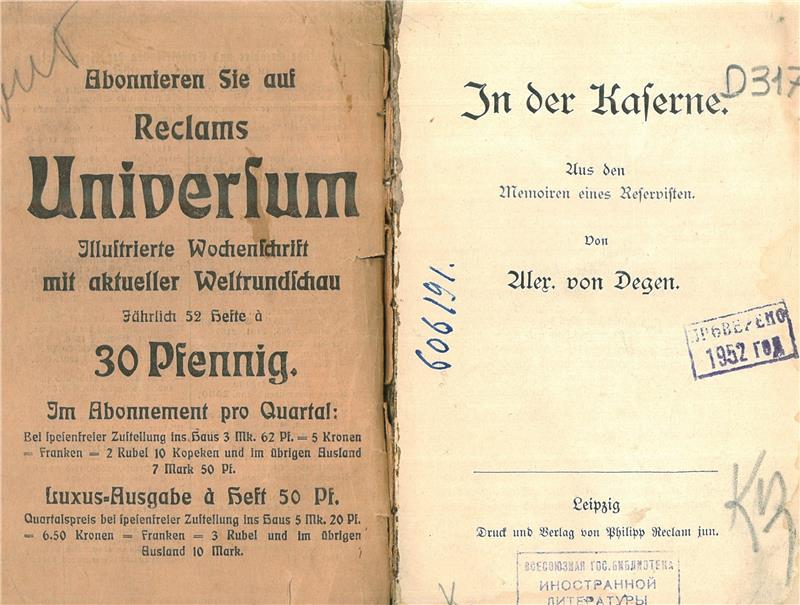 Abonnieren Sie auf
Reclams
Universum
Illustrierte Wochenschrift
mit aktueller Weltrundschau
Jährlich 52 Hefte à
30 Pfennig.
Im Abonnement pro Quartal:
Bei spesenfreier Zustellung ins Haus 3 Mk. 62 Pf. = 5 Kronen
= Franken = 2 Rubel 10 Kopeken und im übrigen Ausland
7 Mark 50 Pf.
Luxus-Ausgabe à Heft 50 Pf.
Quartalspreis bei spesenfreier Zustellung ins Haus 5 Mk. 20 Pf.
= 6.50 Kronen = Franken = 3 Rubel und im übrigen
Ausland 10 Mark.
In der Kaserne.
D317
Aus den
Memoiren eines Reservisten.
Von
Alex. von Degen.
606191.
ПРОВЕРЕНО
1952 ГОД
Leipzig
Druck und Verlag von Philipp Reclam jun.
ВСЕСОЮЗНАЯ ГОС. БИБЛИОТЕКА
ИНОСТРАННОЙ
ЛИТЕРАТУРЫ